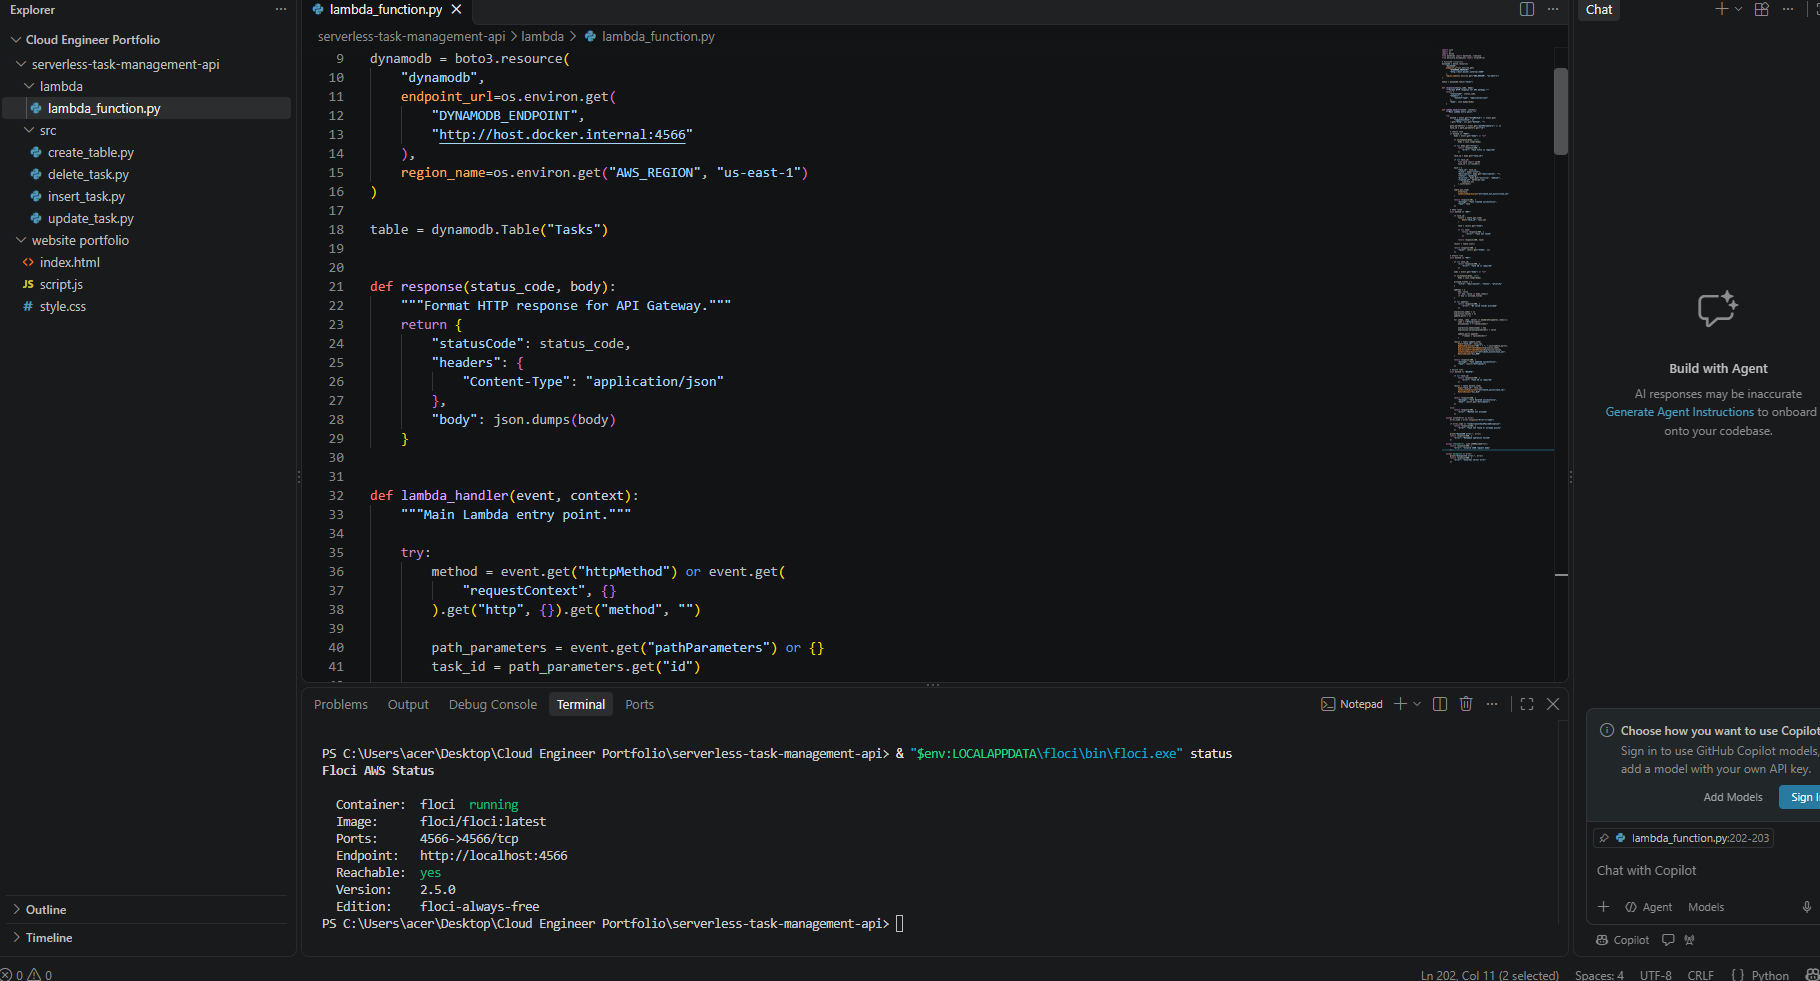 Explorer
Cloud Engineer Portfolio
serverless-task-management-api
lambda
lambda_function.py
src
create_table.py
delete_task.py
insert_task.py
update_task.py
website portfolio
index.html
JS script.js
# style.css
Outline
Timeline
0 0
lambda_function.py
serverless-task-management-api > lambda > lambda_function.py
9 dynamodb = boto3.resource(
10 "dynamodb",
11 endpoint_url=os.environ.get(
12 "DYNAMODB_ENDPOINT",
13 "http://host.docker.internal:4566"
14 ),
15 region_name=os.environ.get("AWS_REGION", "us-east-1")
16 )
17
18 table = dynamodb.Table("Tasks")
19
20
21 def response(status_code, body):
22 """Format HTTP response for API Gateway."""
23 return {
24 "statusCode": status_code,
25 "headers": {
26 "Content-Type": "application/json"
27 },
28 "body": json.dumps(body)
29 }
30
31
32 def lambda_handler(event, context):
33 """Main Lambda entry point."""
34
35 try:
36 method = event.get("httpMethod") or event.get(
37 "requestContext", {}
38 ).get("http", {}).get("method", "")
39
40 path_parameters = event.get("pathParameters") or {}
41 task_id = path_parameters.get("id")
Problems Output Debug Console Terminal Ports
Notepad
PS C:\Users\acer\Desktop\Cloud Engineer Portfolio\serverless-task-management-api> & "$env:LOCALAPPDATA\floci\bin\floci.exe" status
Floci AWS Status
Container: floci running
Image: floci/floci:latest
Ports: 4566->4566/tcp
Endpoint: http://localhost:4566
Reachable: yes
Version: 2.5.0
Edition: floci-always-free
PS C:\Users\acer\Desktop\Cloud Engineer Portfolio\serverless-task-management-api>
Chat
Build with Agent
AI responses may be inaccurate
Generate Agent Instructions to onboard
onto your codebase.
Choose how you want to use Copilot
Sign in to use GitHub Copilot models,
add a model with your own API key.
Add Models Sign I
lambda_function.py:202-203
Chat with Copilot
Agent Models
Copilot
Ln 202, Col 11 (2 selected) Spaces: 4 UTF-8 CRLF { } Python